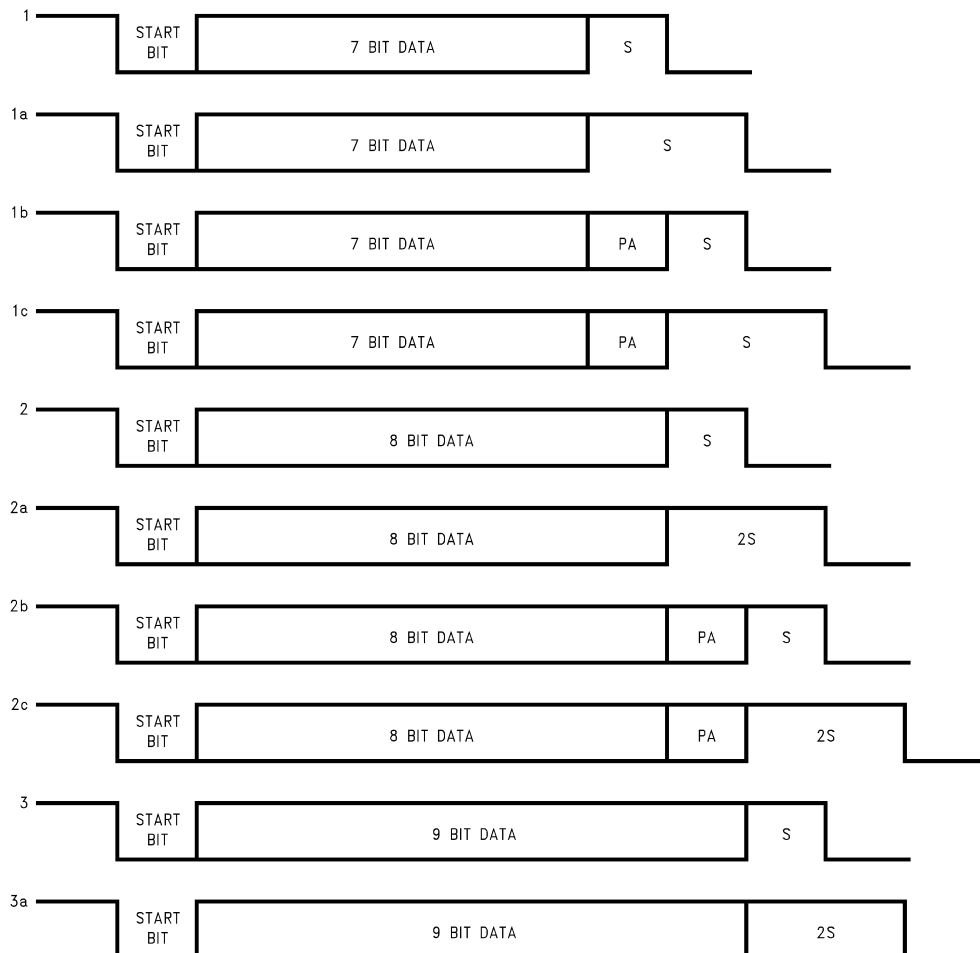 1 START BIT 7 BIT DATA S
1a START BIT 7 BIT DATA S
1b START BIT 7 BIT DATA PA S
1c START BIT 7 BIT DATA PA S
2 START BIT 8 BIT DATA S
2a START BIT 8 BIT DATA 2S
2b START BIT 8 BIT DATA PA S
2c START BIT 8 BIT DATA PA 2S
3 START BIT 9 BIT DATA S
3a START BIT 9 BIT DATA 2S